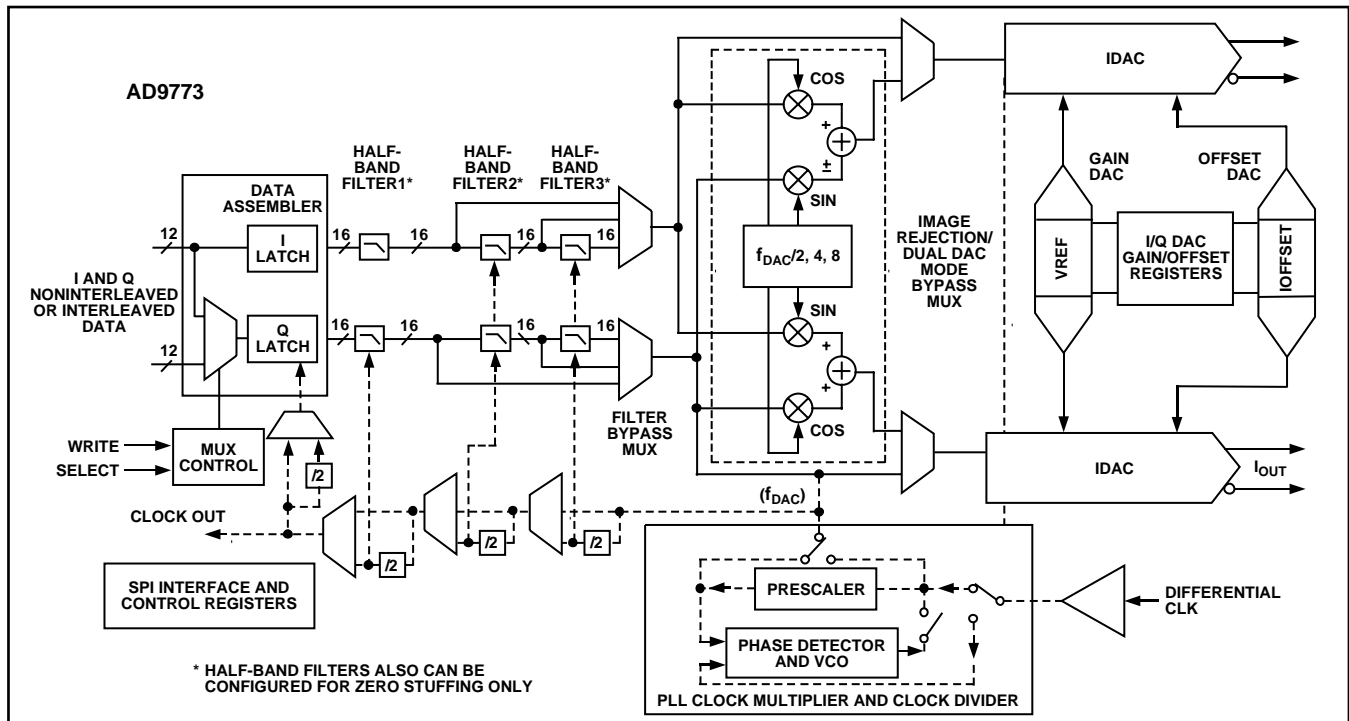 AD9773
HALF-
BAND
FILTER1*
HALF-
BAND
FILTER2*
HALF-
BAND
FILTER3*
DATA
ASSEMBLER
12
I
LATCH
16
16
16
16
I AND Q
NONINTERLEAVED
OR INTERLEAVED
DATA
12
Q
LATCH
16
16
16
16
WRITE
SELECT
MUX
CONTROL
/2
FILTER
BYPASS
MUX
CLOCK OUT
/2
/2
/2
(fDAC)
SPI INTERFACE AND
CONTROL REGISTERS
* HALF-BAND FILTERS ALSO CAN BE
CONFIGURED FOR ZERO STUFFING ONLY
COS
+
±
SIN
fDAC/2, 4, 8
SIN
+
+
COS
IMAGE
REJECTION/
DUAL DAC
MODE
BYPASS
MUX
IDAC
GAIN
DAC
OFFSET
DAC
VREF
I/Q DAC
GAIN/OFFSET
REGISTERS
IOFFSET
IDAC
IOUT
PRESCALER
PHASE DETECTOR
AND VCO
PLL CLOCK MULTIPLIER AND CLOCK DIVIDER
DIFFERENTIAL
CLK